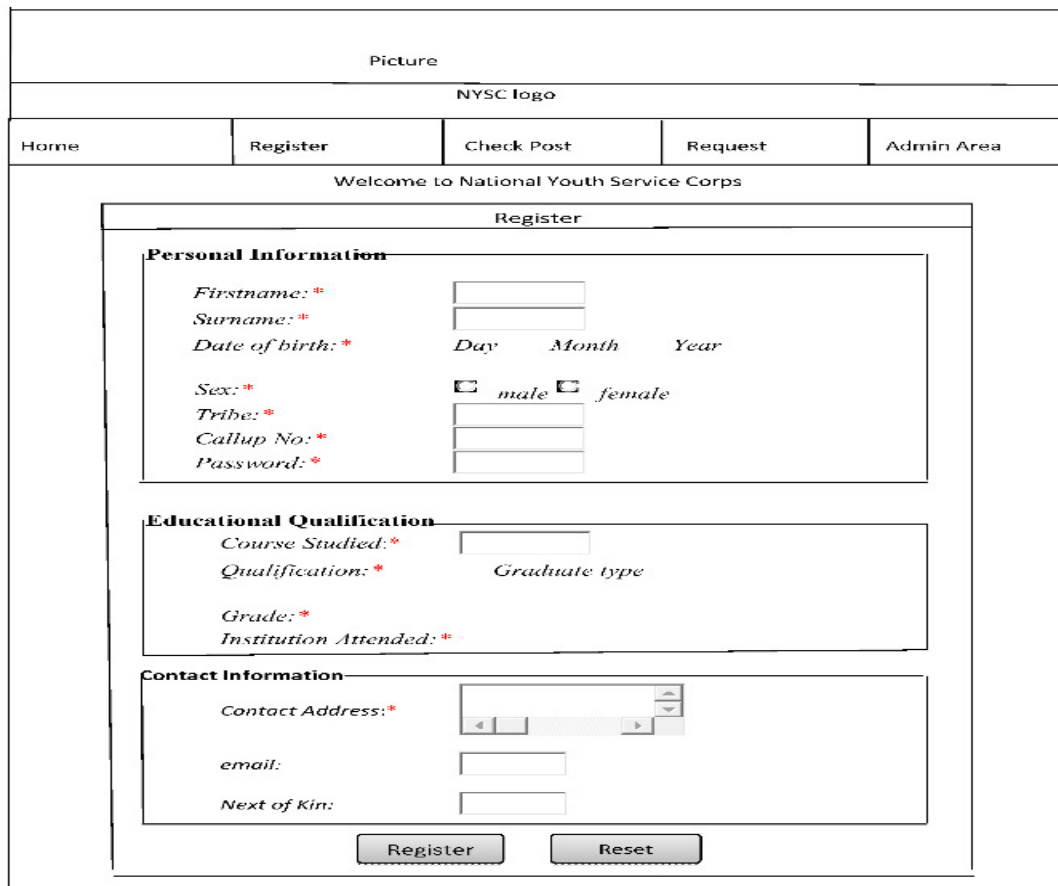 Picture
NYSC logo
Home Register Check Post Request Admin Area
Welcome to National Youth Service Corps
Register
Personal Information
Firstname:*
Surname:*
Date of birth:* Day Month Year
Sex:* male female
Tribe:*
Callup No:*
Password:*
Educational Qualification
Course Studied:*
Qualification:* Graduate type
Grade:*
Institution Attended:*
Contact Information
Contact Address:*
email:
Next of Kin:
Register Reset